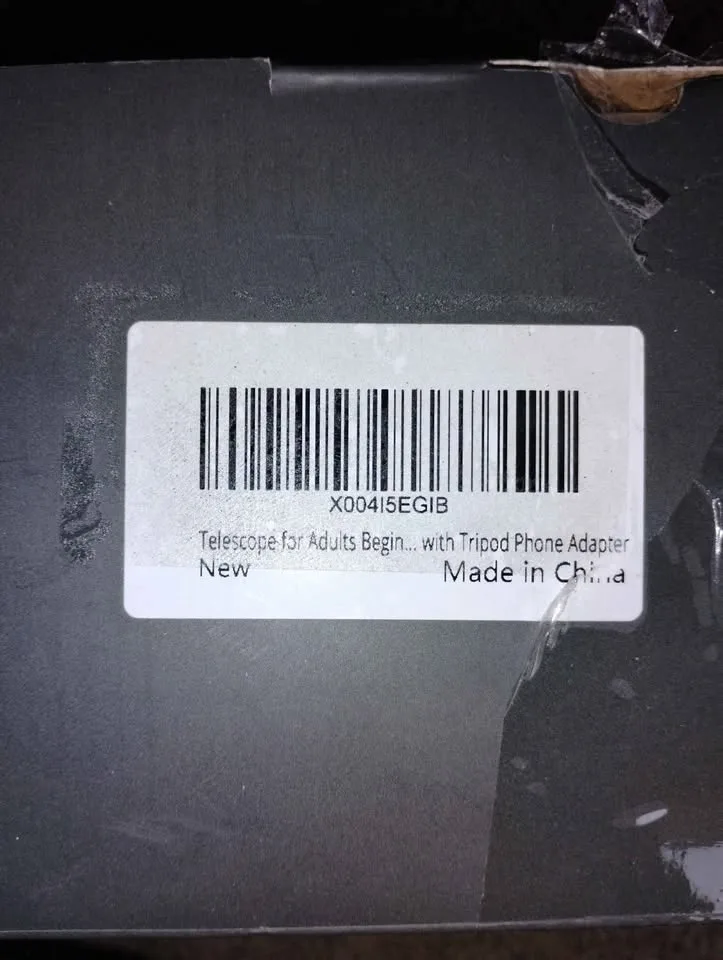 X004I5EGIB
Telescope for Adults Begin... with Tripod Phone Adapter
New Made in China